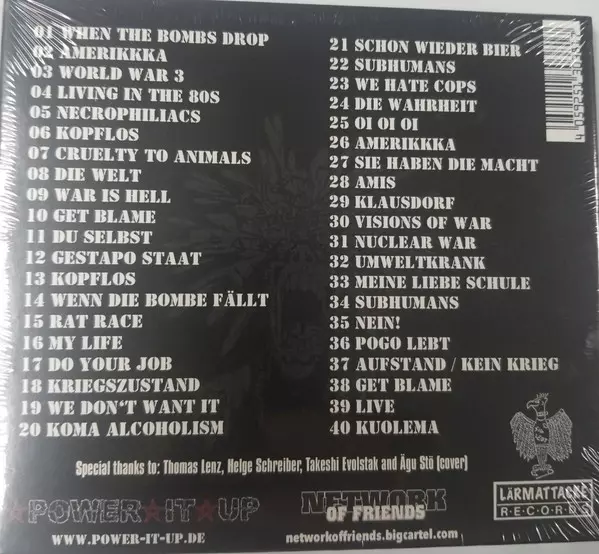 01 WHEN THE BOMBS DROP
02 AMERIKKKA
03 WORLD WAR 3
04 LIVING IN THE 80S
05 NECROPHILIACS
06 KOPFLOS
07 CRUELTY TO ANIMALS
08 DIE WELT
09 WAR IS HELL
10 GET BLAME
11 DU SELBST
12 GESTAPO STAAT
13 KOPFLOS
14 WENN DIE BOMBE FÄLLT
15 RAT RACE
16 MY LIFE
17 DO YOUR JOB
18 KRIEGSZUSTAND
19 WE DON'T WANT IT
20 KOMA ALCOHOLISM
21 SCHON WIEDER BIER
22 SUBHUMANS
23 WE HATE COPS
24 DIE WAHRHEIT
25 OI OI OI
26 AMERIKKKA
27 SIE HABEN DIE MACHT
28 AMIS
29 KLAUSDORF
30 VISIONS OF WAR
31 NUCLEAR WAR
32 UMWELTKRANK
33 MEINE LIEBE SCHULE
34 SUBHUMANS
35 NEIN!
36 POGO LEBT
37 AUFSTAND / KEIN KRIEG
38 GET BLAME
39 LIVE
40 KUOLEMA
Special thanks to: Thomas Lenz, Helge Schreiber, Takeshi Evolstak and Ägu Stö (cover)
POWER IT UP
WWW.POWER-IT-UP.DE
NETWORK
OF FRIENDS
networkoffriends.bigcartel.com
LÄRMATTACKE
RECORDS